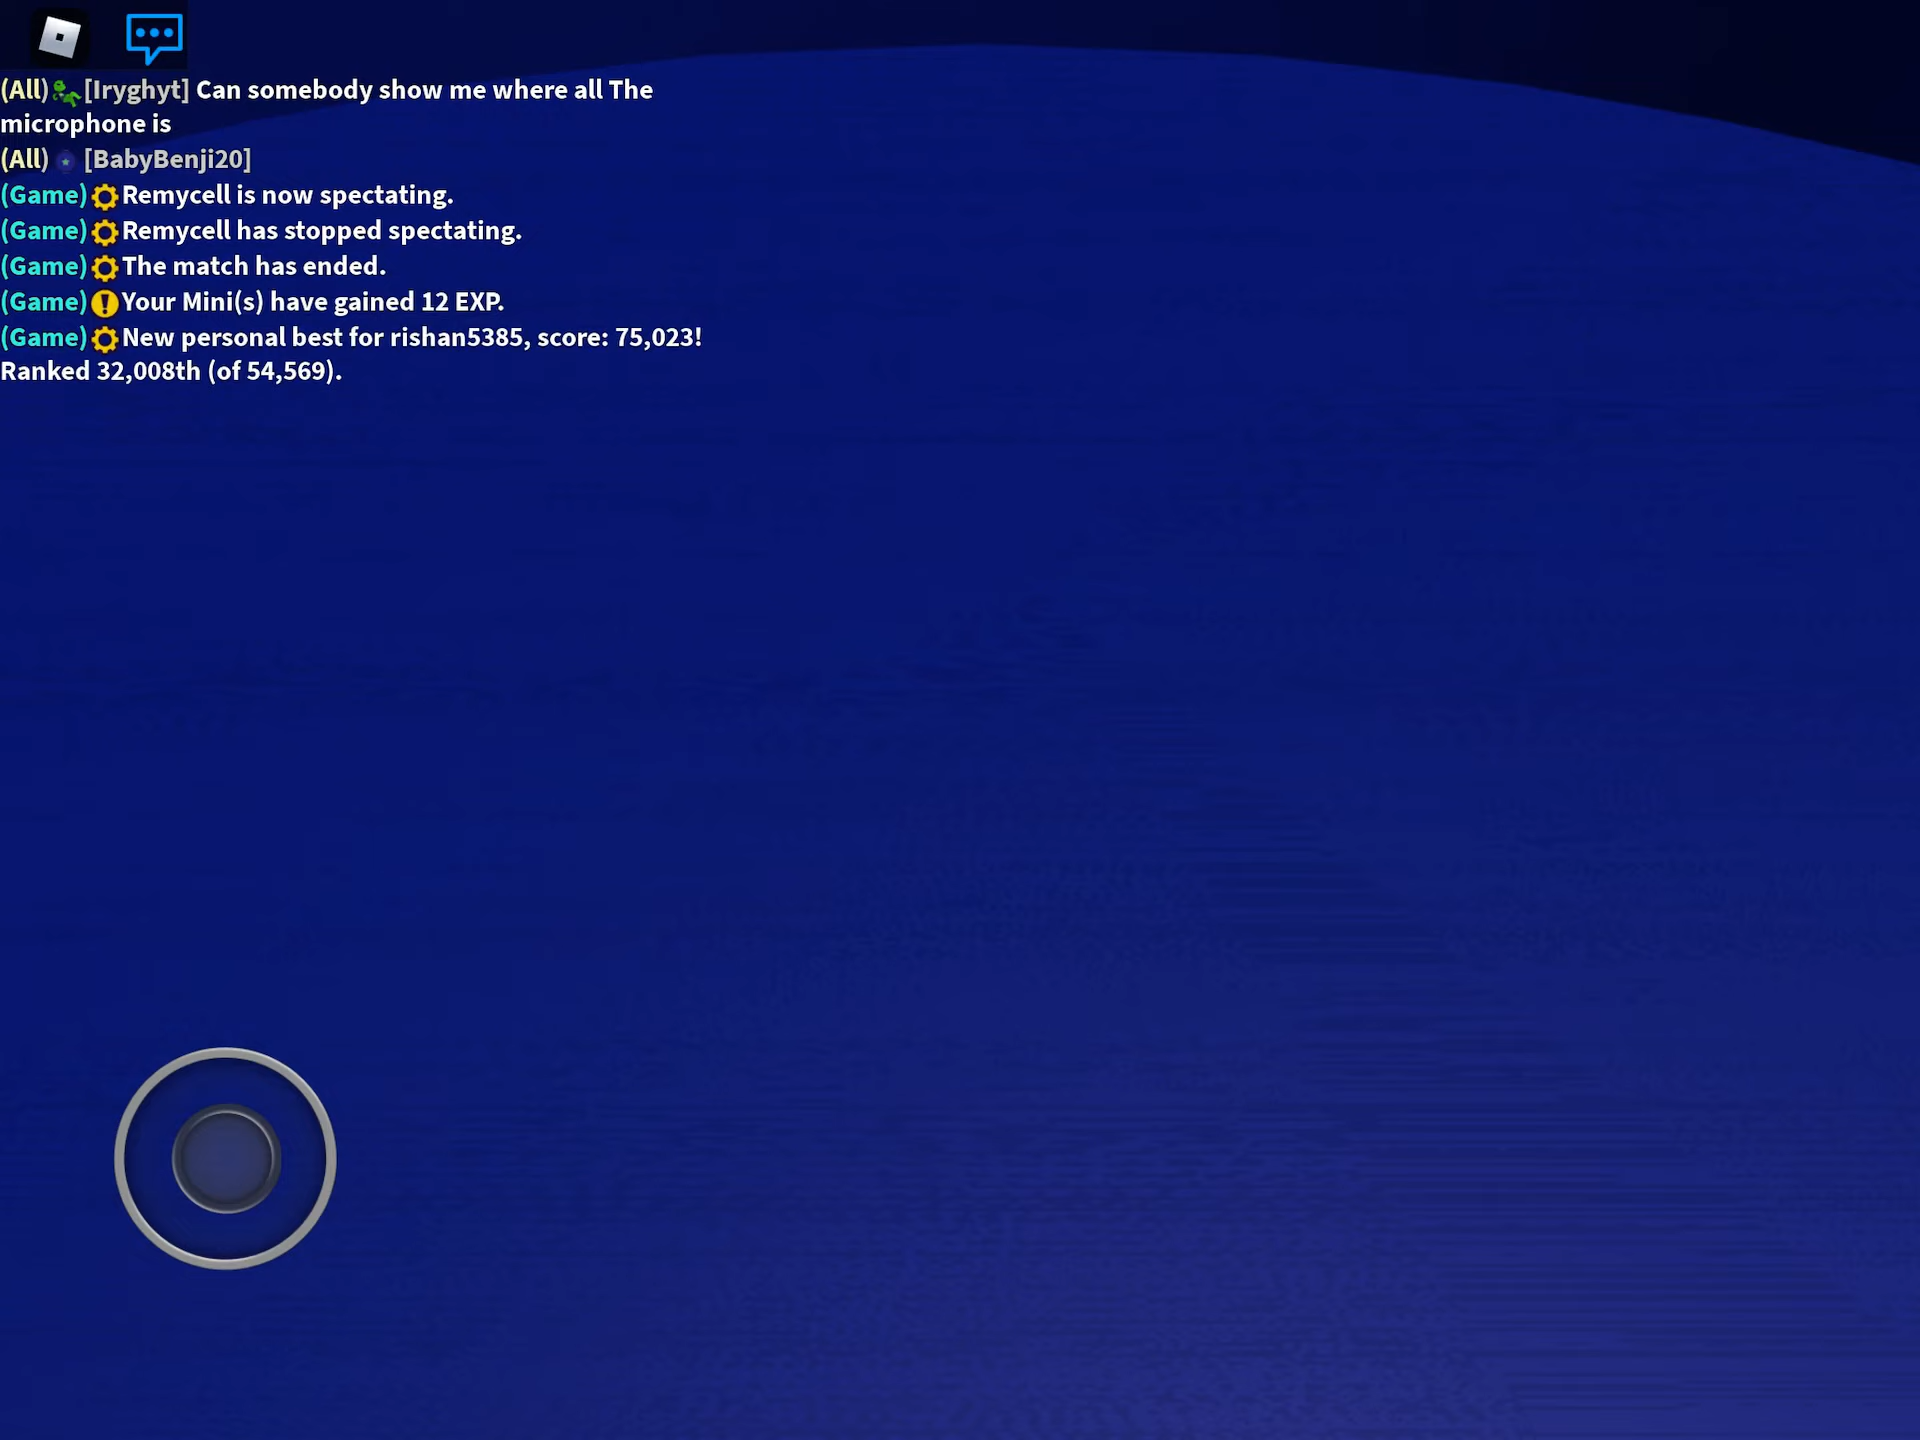 (All) [Iryghyt] Can somebody show me where all The
microphone is
(All) [BabyBenji20]
(Game) Remycell is now spectating.
(Game) Remycell has stopped spectating.
(Game) The match has ended.
(Game) Your Mini(s) have gained 12 EXP.
(Game) New personal best for rishan5385, score: 75,023!
Ranked 32,008th (of 54,569).